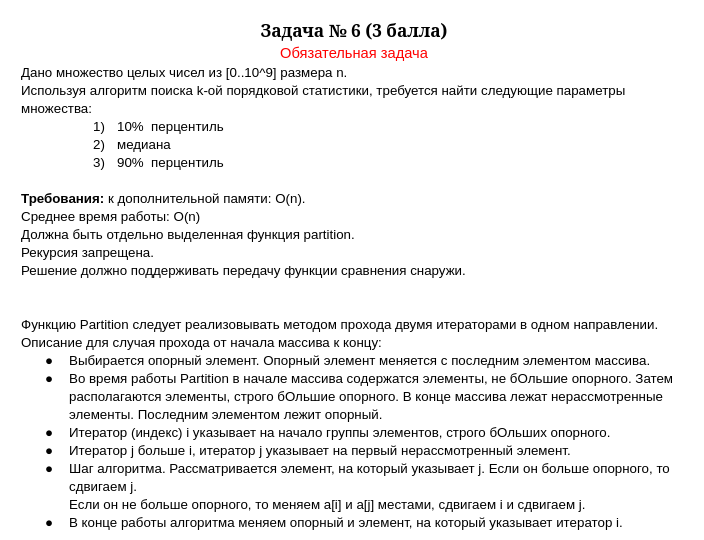 Задача № 6 (3 балла)
Обязательная задача
Дано множество целых чисел из [0..10^9] размера n.
Используя алгоритм поиска k-ой порядковой статистики, требуется найти следующие параметры
множества:
1) 10% перцентиль
2) медиана
3) 90% перцентиль
Требования: к дополнительной памяти: O(n).
Среднее время работы: O(n)
Должна быть отдельно выделенная функция partition.
Рекурсия запрещена.
Решение должно поддерживать передачу функции сравнения снаружи.
Функцию Partition следует реализовывать методом прохода двумя итераторами в одном направлении.
Описание для случая прохода от начала массива к концу:
● Выбирается опорный элемент. Опорный элемент меняется с последним элементом массива.
● Во время работы Partition в начале массива содержатся элементы, не бОльшие опорного. Затем
располагаются элементы, строго бОльшие опорного. В конце массива лежат нерассмотренные
элементы. Последним элементом лежит опорный.
● Итератор (индекс) i указывает на начало группы элементов, строго бОльших опорного.
● Итератор j больше i, итератор j указывает на первый нерассмотренный элемент.
● Шаг алгоритма. Рассматривается элемент, на который указывает j. Если он больше опорного, то
сдвигаем j.
Если он не больше опорного, то меняем a[i] и a[j] местами, сдвигаем i и сдвигаем j.
● В конце работы алгоритма меняем опорный и элемент, на который указывает итератор i.